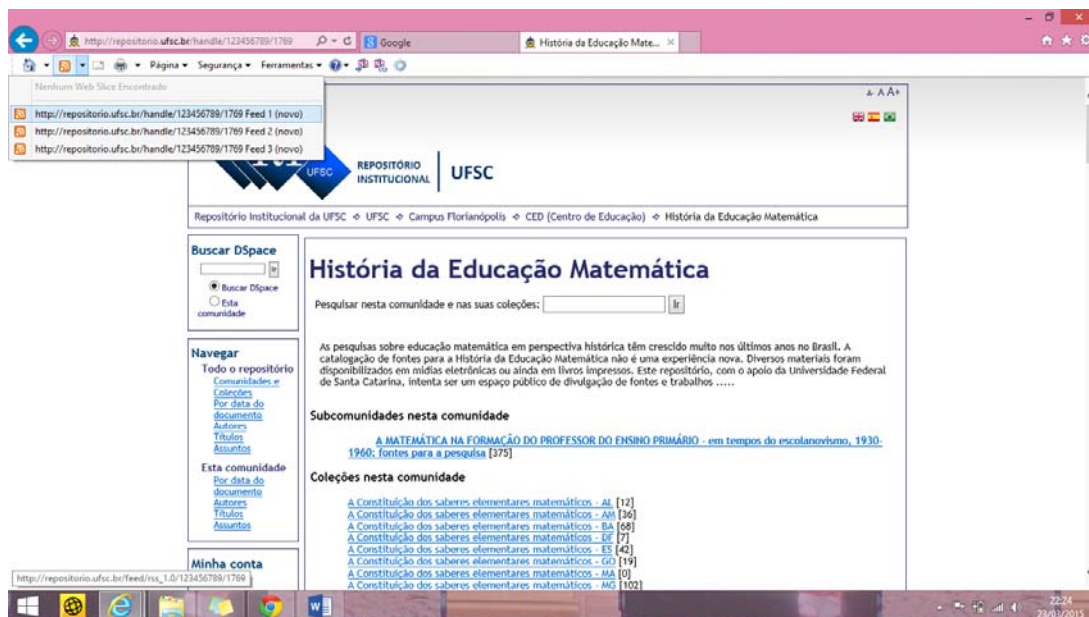 http://repositorio.ufsc.br/handle/123456789/1769
Google
História da Educação Mate...
Página
Segurança
Ferramentas
Nenhum Web Slice Encontrado
http://repositorio.ufsc.br/handle/123456789/1769 Feed 1 (novo)
http://repositorio.ufsc.br/handle/123456789/1769 Feed 2 (novo)
http://repositorio.ufsc.br/handle/123456789/1769 Feed 3 (novo)
A- A A+
UFSC
REPOSITÓRIO
INSTITUCIONAL
UFSC
Repositório Institucional da UFSC ⟡ UFSC ⟡ Campus Florianópolis ⟡ CED (Centro de Educação) ⟡ História da Educação Matemática
Buscar DSpace
Ir
Buscar DSpace
Esta
comunidade
Navegar
Todo o repositório
Comunidades e
Coleções
Por data do
documento
Autores
Títulos
Assuntos
Esta comunidade
Por data do
documento
Autores
Títulos
Assuntos
Minha conta
História da Educação Matemática
Pesquisar nesta comunidade e nas suas coleções:
Ir
As pesquisas sobre educação matemática em perspectiva histórica têm crescido muito nos últimos anos no Brasil. A
catalogação de fontes para a História da Educação Matemática não é uma experiência nova. Diversos materiais foram
disponibilizados em mídias eletrônicas ou ainda em livros impressos. Este repositório, com o apoio da Universidade Federal
de Santa Catarina, intenta ser um espaço público de divulgação de fontes e trabalhos .....
Subcomunidades nesta comunidade
A MATEMÁTICA NA FORMAÇÃO DO PROFESSOR DO ENSINO PRIMÁRIO - em tempos do escolanovismo, 1930-
1960: fontes para a pesquisa [375]
Coleções nesta comunidade
A Constituição dos saberes elementares matemáticos - AL [12]
A Constituição dos saberes elementares matemáticos - AM [36]
A Constituição dos saberes elementares matemáticos - BA [68]
A Constituição dos saberes elementares matemáticos - DF [7]
A Constituição dos saberes elementares matemáticos - ES [42]
A Constituição dos saberes elementares matemáticos - GO [19]
A Constituição dos saberes elementares matemáticos - MA [0]
A Constituição dos saberes elementares matemáticos - MG [102]
http://repositorio.ufsc.br/feed/rss_1.0/123456789/1769
22:24
23/03/2015